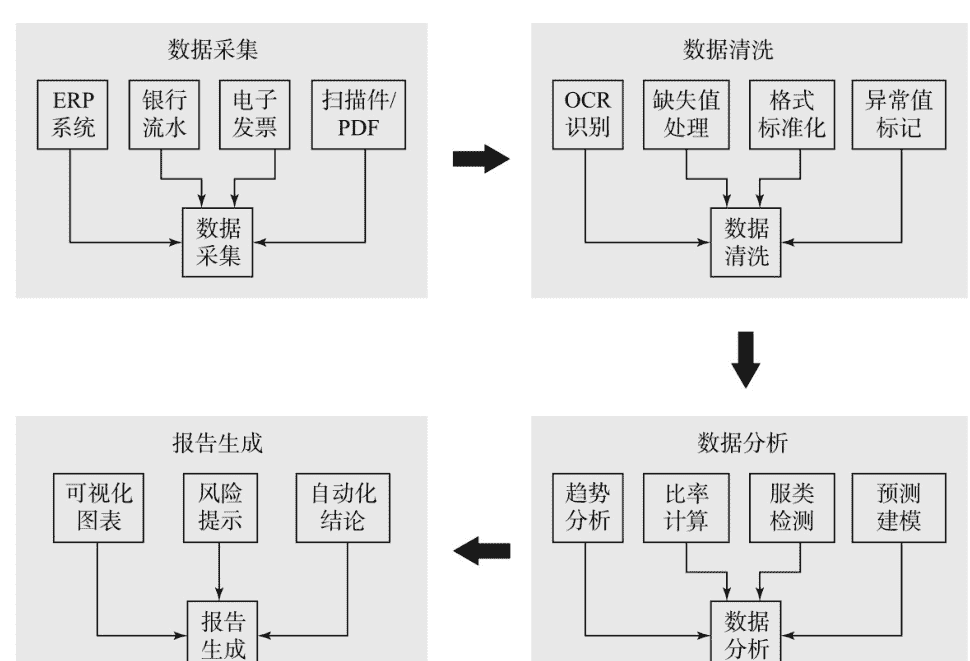 数据采集
ERP
系统
银行
流水
电子
发票
扫描件/
PDF
数据
采集
数据清洗
OCR
识别
缺失值
处理
格式
标准化
异常值
标记
数据
清洗
报告生成
可视化
图表
风险
提示
自动化
结论
报告
生成
数据分析
趋势
分析
比率
计算
服类
检测
预测
建模
数据
分析